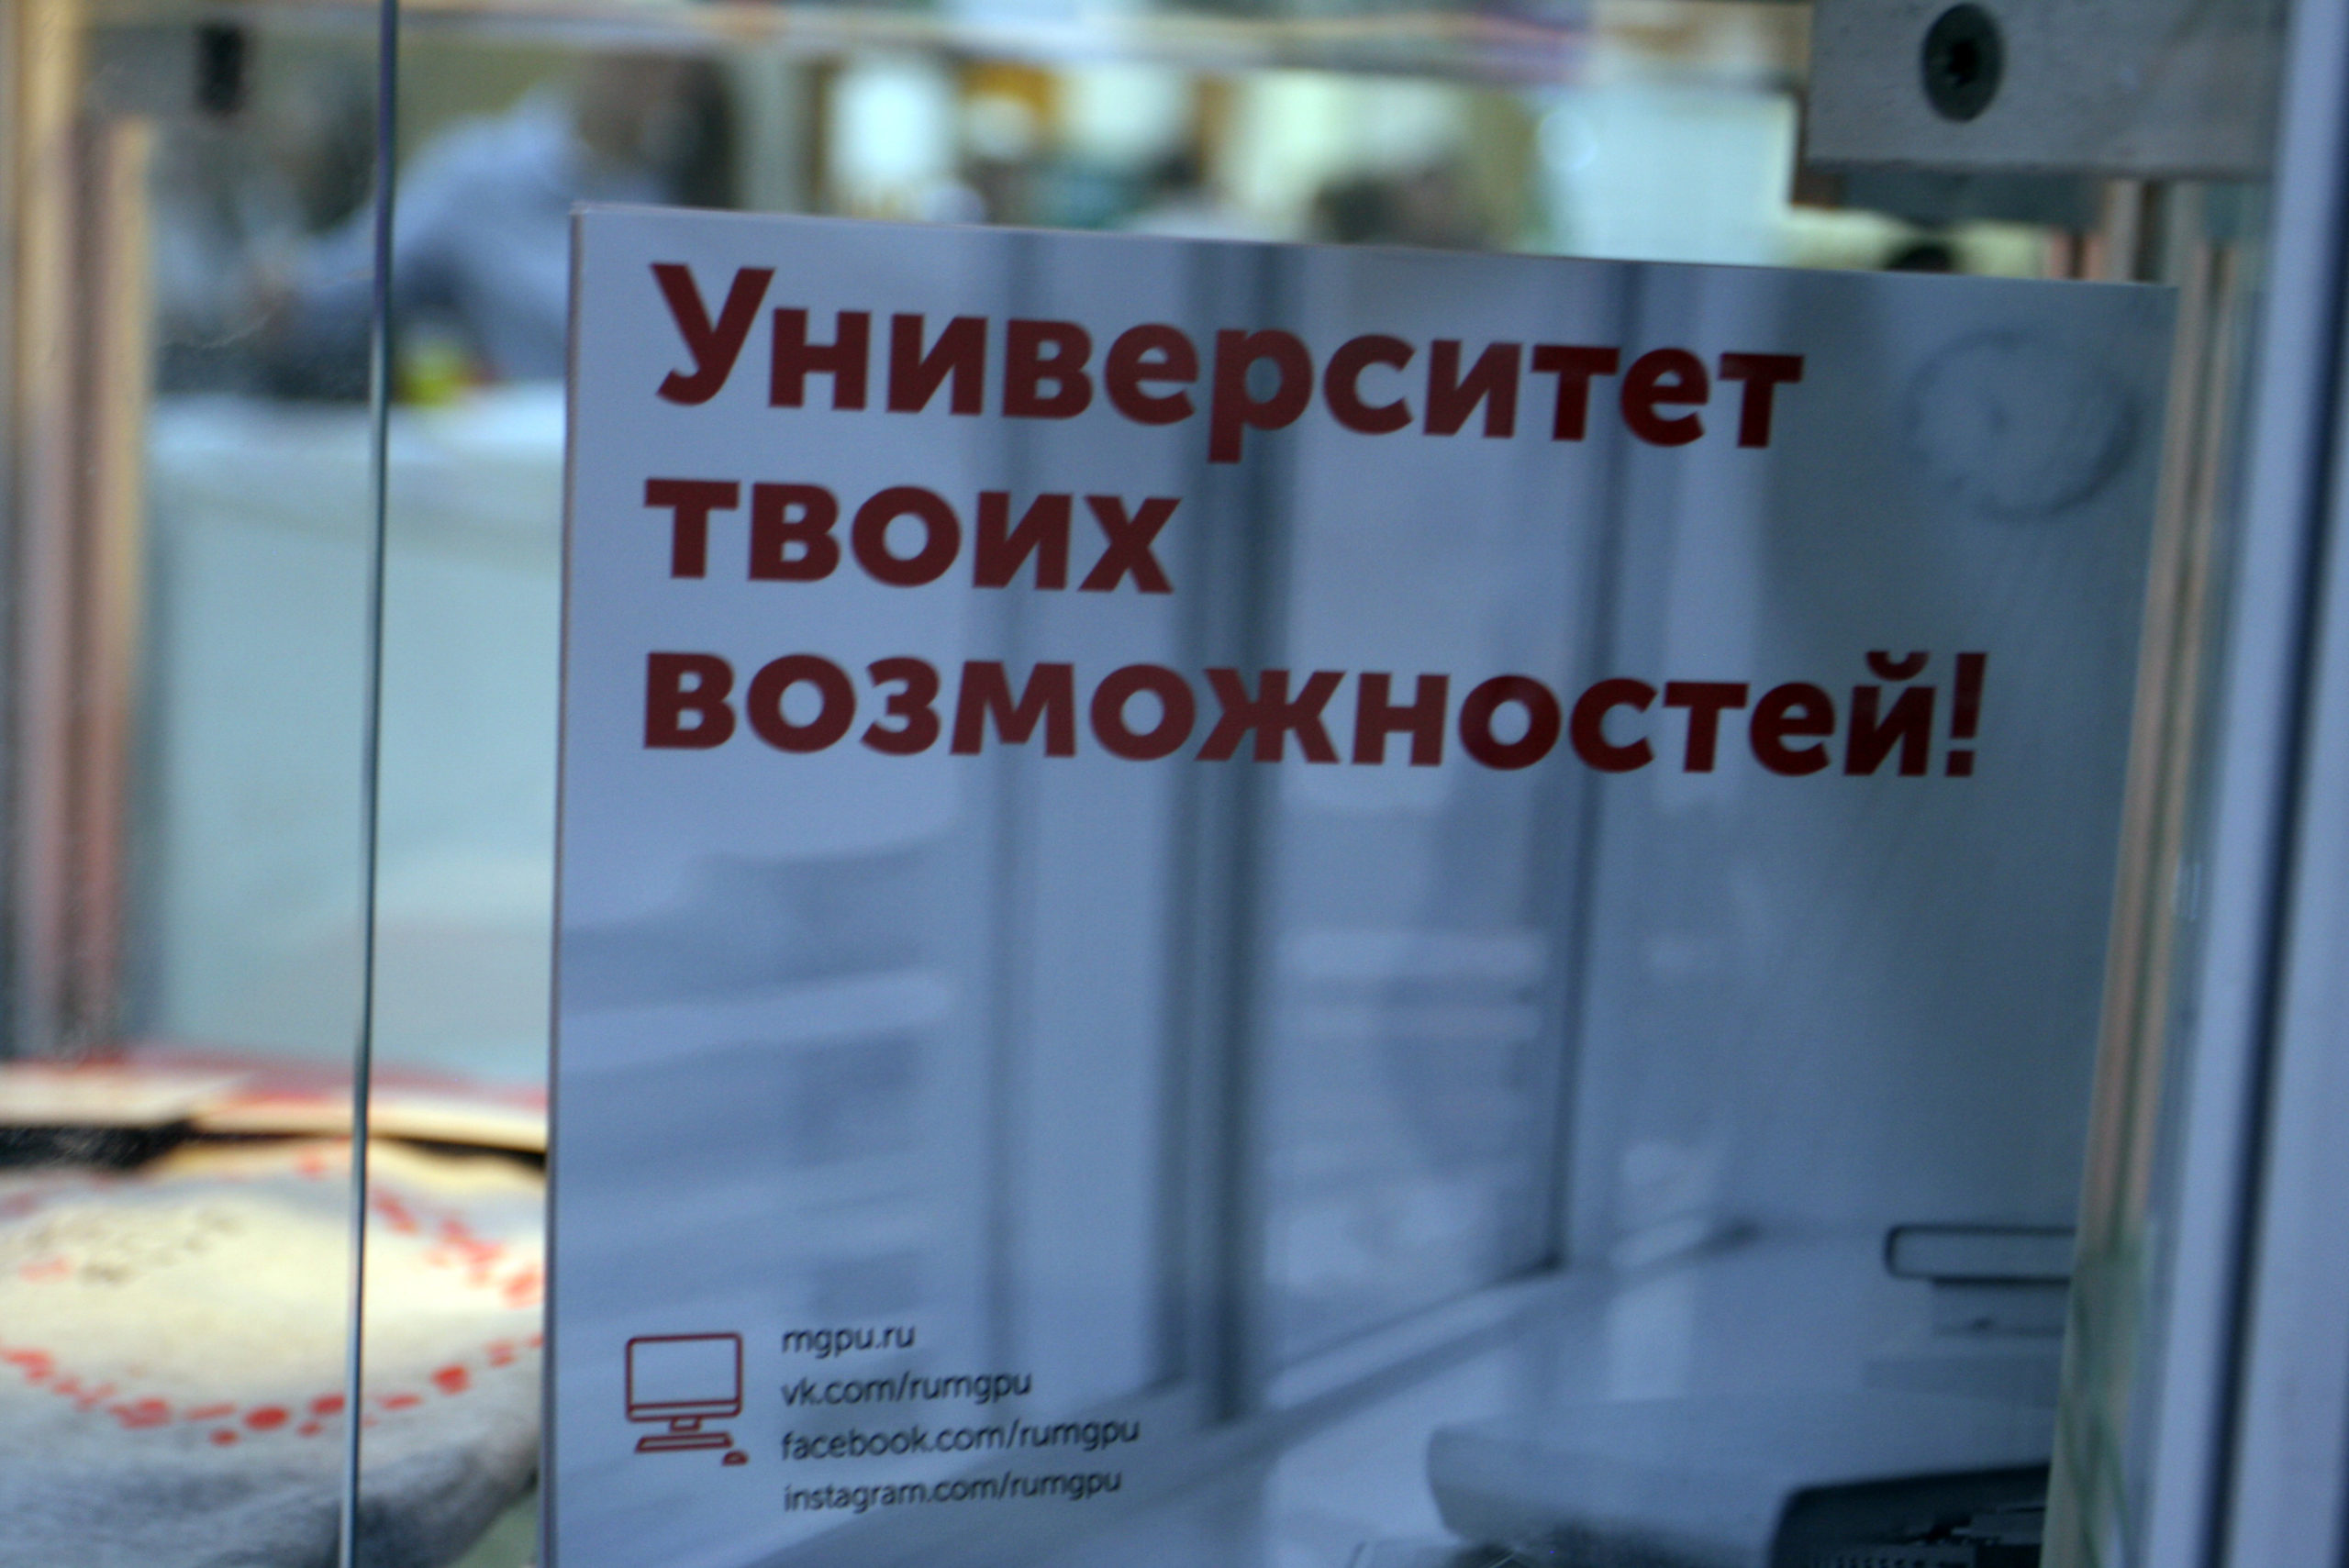 Университет
твоих
возможностей!
mgpu.ru
vk.com/rumgpu
facebook.com/rumgpu
instagram.com/rumgpu